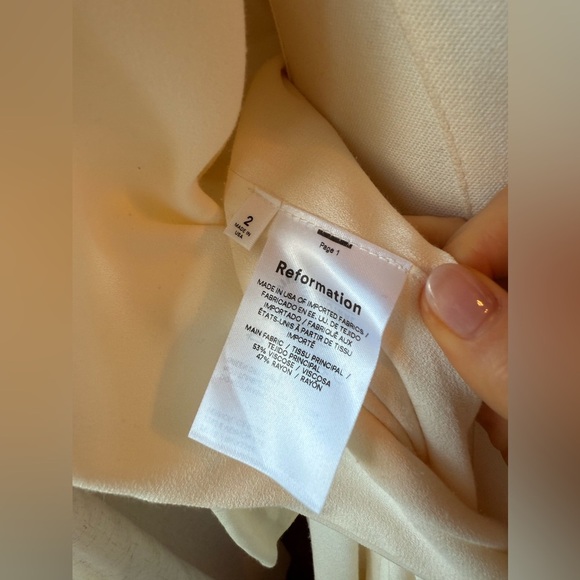 2
MADE IN
USA
Page 1
Reformation
MADE IN USA OF IMPORTED FABRICS /
FABRICADO EN EE. UU. DE TEJIDO
IMPORTADO / FABRIQUÉ AUX
ÉTATS-UNIS À PARTIR DE TISSU
IMPORTÉ
MAIN FABRIC / TISSU PRINCIPAL /
TEJIDO PRINCIPAL
53% VISCOSE / VISCOSA
47% RAYON / RAYÓN